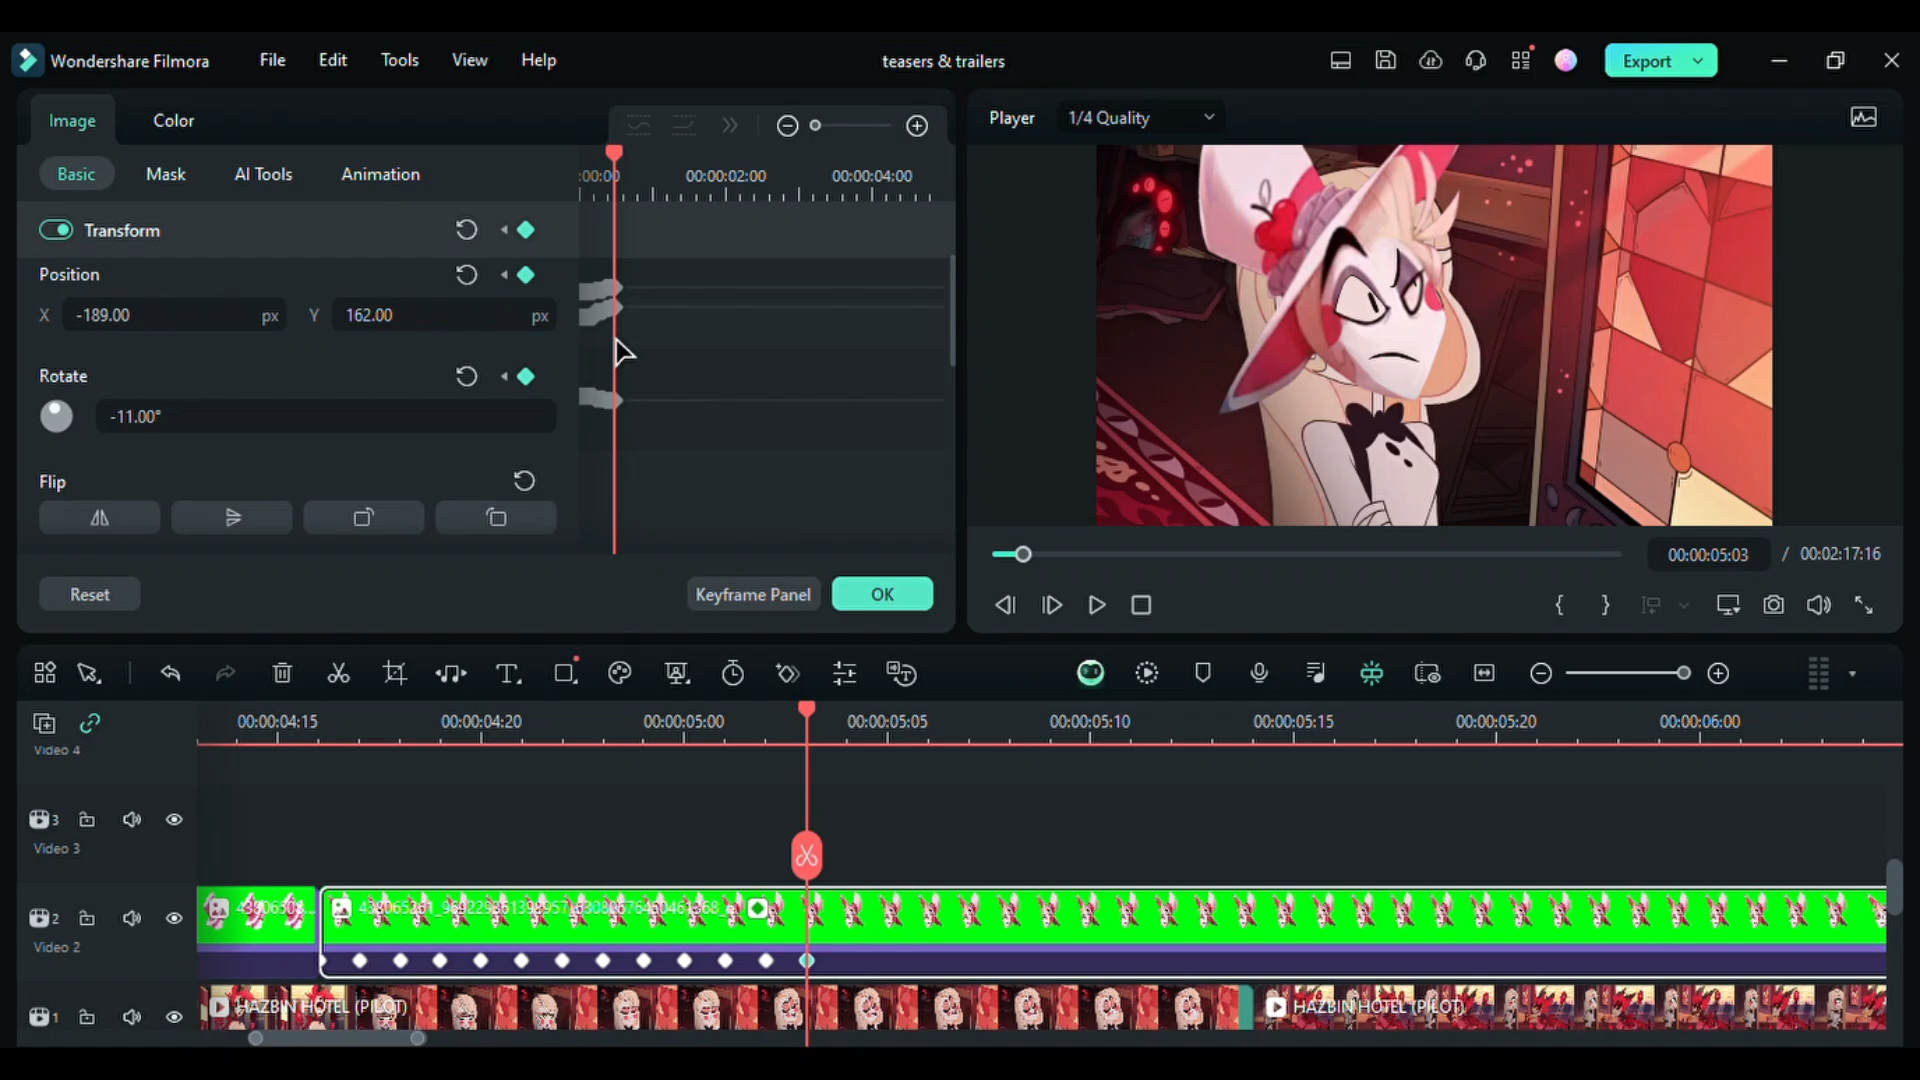 Wondershare Filmora
File
Edit
Tools
View
Help
teasers & trailers
Export
Image
Color
Player
1/4 Quality
Basic
Mask
AI Tools
Animation
:00:00
00:00:02:00
00:00:04:00
Transform
Position
X
-189.00
px
Y
162.00
px
Rotate
-11.00°
Flip
Reset
Keyframe Panel
OK
00:00:05:03
/
00:02:17:16
{
}
00:00:04:15
00:00:04:20
00:00:05:00
00:00:05:05
00:00:05:10
00:00:05:15
00:00:05:20
00:00:06:00
Video 4
3
Video 3
2
Video 2
1
HAZBIN HOTEL (PILOT)
HAZBIN HOTEL (PILOT)